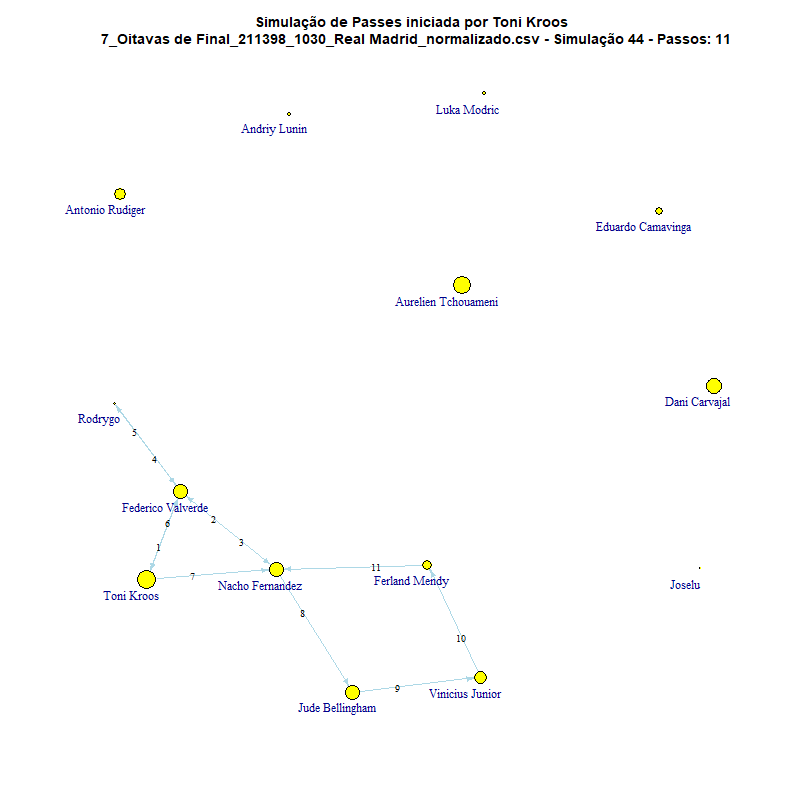 Simulação de Passes iniciada por Toni Kroos
7_Oitavas de Final_211398_1030_Real Madrid_normalizado.csv - Simulação 44 - Passos: 11
Luka Modric
Andriy Lunin
Antonio Rudiger
Eduardo Camavinga
Aurelien Tchouameni
Dani Carvajal
Rodrygo
5
4
Federico Valverde
2
6
3
1
11
7
Nacho Fernandez
Ferland Mendy
Joselu
Toni Kroos
8
10
9
Vinicius Junior
Jude Bellingham